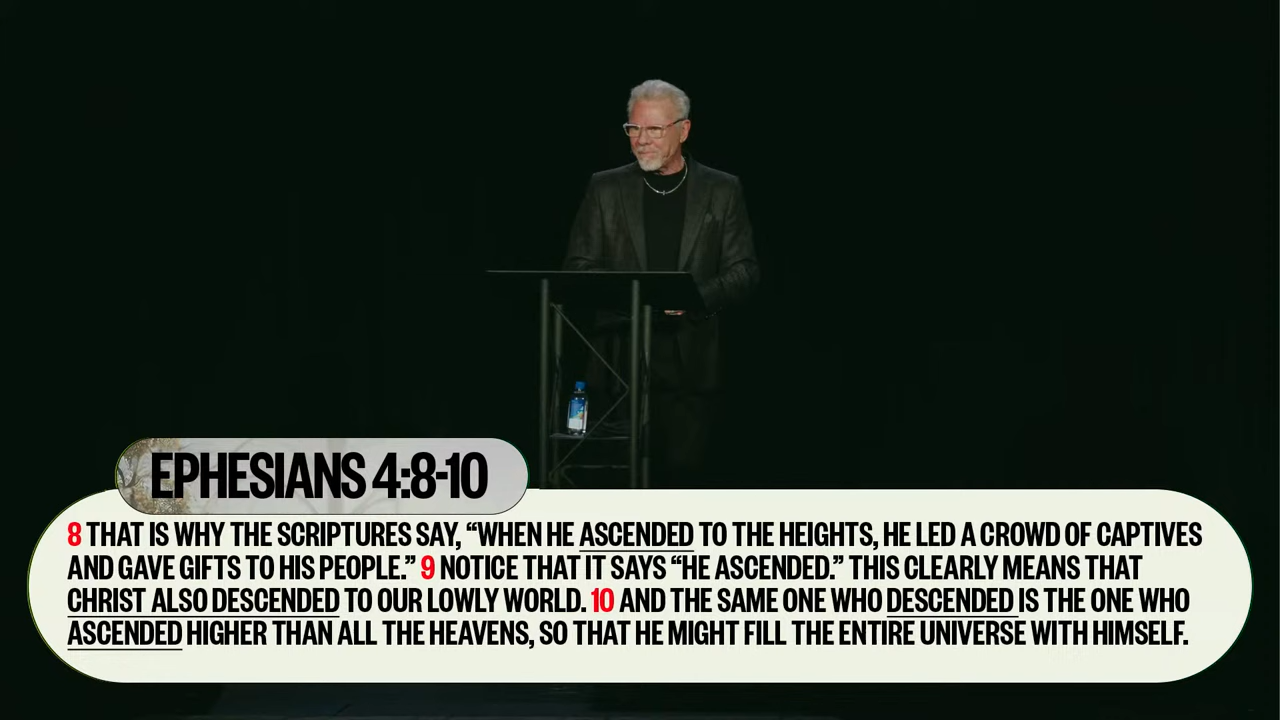 EPHESIANS 4:8-10
8 THAT IS WHY THE SCRIPTURES SAY, “WHEN HE ASCENDED TO THE HEIGHTS, HE LED A CROWD OF CAPTIVES
AND GAVE GIFTS TO HIS PEOPLE.” 9 NOTICE THAT IT SAYS “HE ASCENDED.” THIS CLEARLY MEANS THAT
CHRIST ALSO DESCENDED TO OUR LOWLY WORLD. 10 AND THE SAME ONE WHO DESCENDED IS THE ONE WHO
ASCENDED HIGHER THAN ALL THE HEAVENS, SO THAT HE MIGHT FILL THE ENTIRE UNIVERSE WITH HIMSELF.